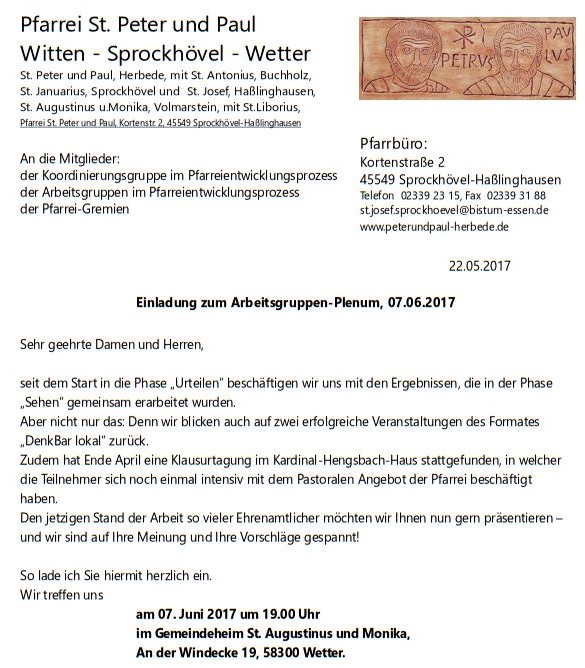 Pfarrei St. Peter und Paul
Witten - Sprockhövel - Wetter
St. Peter und Paul, Herbede, mit St. Antonius, Buchholz,
St. Januarius, Sprockhövel und St. Josef, Haßlinghausen,
St. Augustinus u.Monika, Volmarstein, mit St.Liborius,
Pfarrei St. Peter und Paul, Kortenstr. 2, 45549 Sprockhövel-Haßlinghausen
PETRVS
PAV
LVS
An die Mitglieder:
der Koordinierungsgruppe im Pfarreientwicklungsprozess
der Arbeitsgruppen im Pfarreientwicklungsprozess
der Pfarrei-Gremien
Pfarrbüro:
Kortenstraße 2
45549 Sprockhövel-Haßlinghausen
Telefon 02339 23 15, Fax 02339 31 88
st.josef.sprockhoevel@bistum-essen.de
www.peterundpaul-herbede.de
22.05.2017
Einladung zum Arbeitsgruppen-Plenum, 07.06.2017
Sehr geehrte Damen und Herren,
seit dem Start in die Phase „Urteilen“ beschäftigen wir uns mit den Ergebnissen, die in der Phase
„Sehen“ gemeinsam erarbeitet wurden.
Aber nicht nur das: Denn wir blicken auch auf zwei erfolgreiche Veranstaltungen des Formates
„DenkBar lokal“ zurück.
Zudem hat Ende April eine Klausurtagung im Kardinal-Hengsbach-Haus stattgefunden, in welcher
die Teilnehmer sich noch einmal intensiv mit dem Pastoralen Angebot der Pfarrei beschäftigt
haben.
Den jetzigen Stand der Arbeit so vieler Ehrenamtlicher möchten wir Ihnen nun gern präsentieren –
und wir sind auf Ihre Meinung und Ihre Vorschläge gespannt!
So lade ich Sie hiermit herzlich ein.
Wir treffen uns
am 07. Juni 2017 um 19.00 Uhr
im Gemeindeheim St. Augustinus und Monika,
An der Windecke 19, 58300 Wetter.